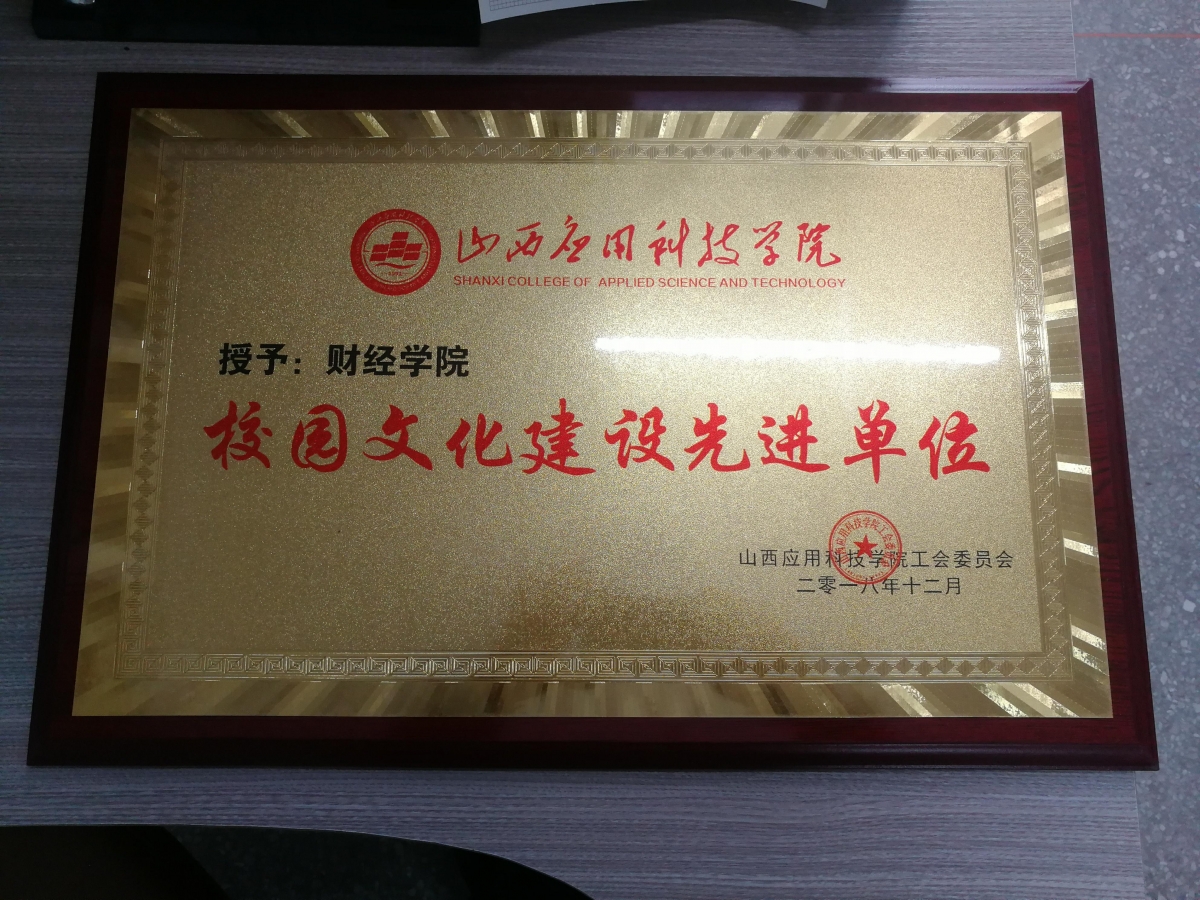 山西应用科技学院
SHANXI COLLEGE OF APPLIED SCIENCE AND TECHNOLOGY
授予：财经学院
校园文化建设先进单位
山西应用科技学院工会委员会
二零一八年十二月